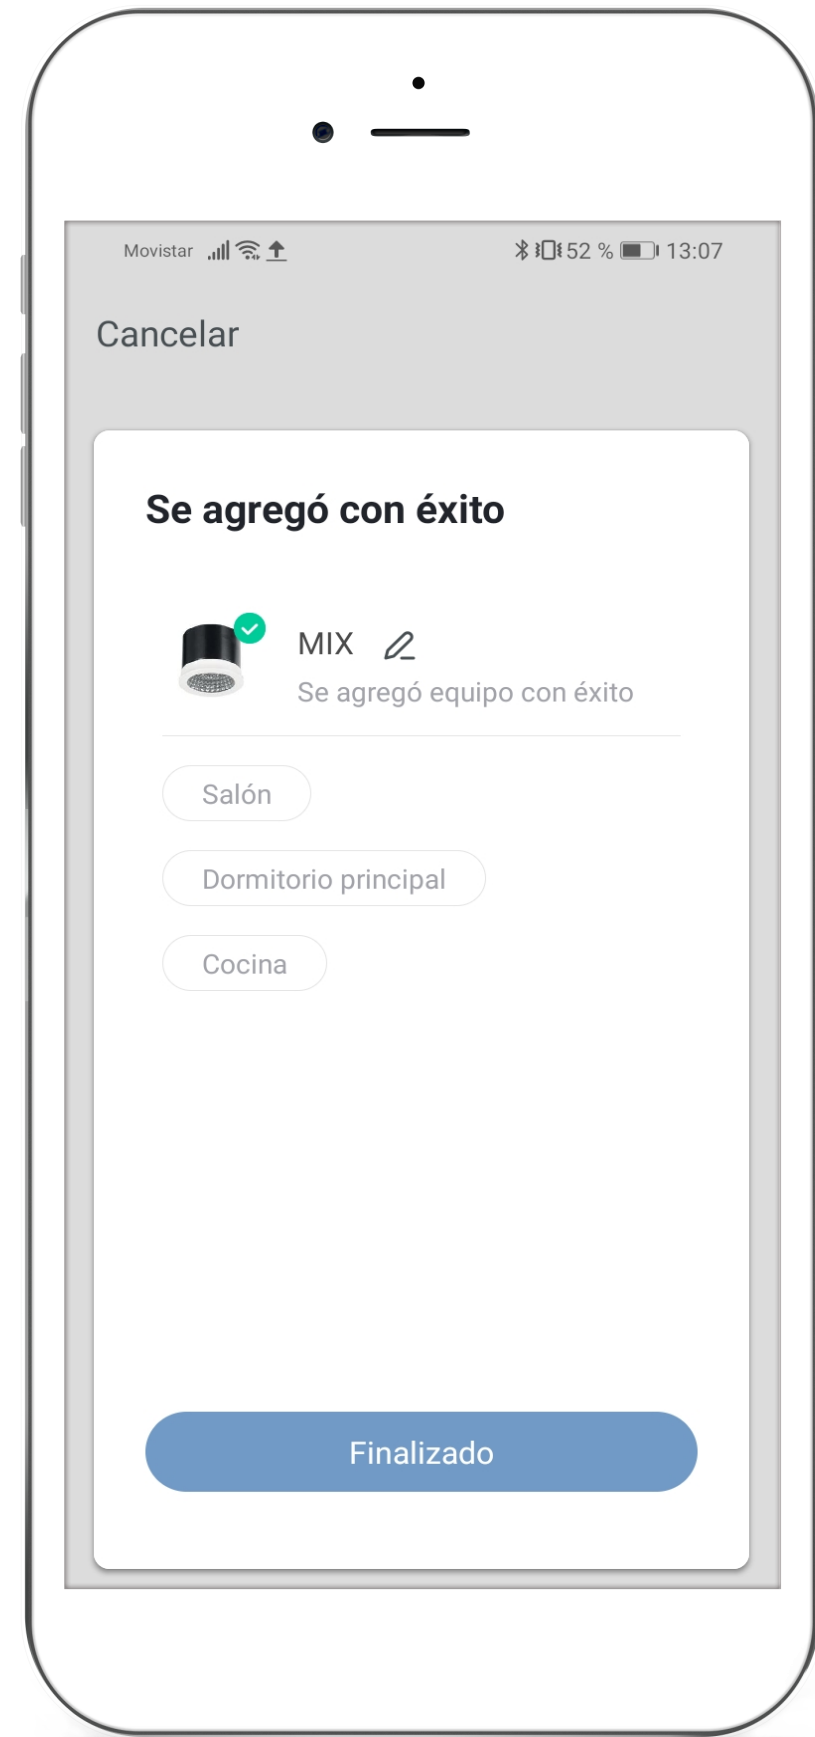 Movistar 52 % 13:07
Cancelar
Se agregó con éxito
MIX
Se agregó equipo con éxito
Salón
Dormitorio principal
Cocina
Finalizado